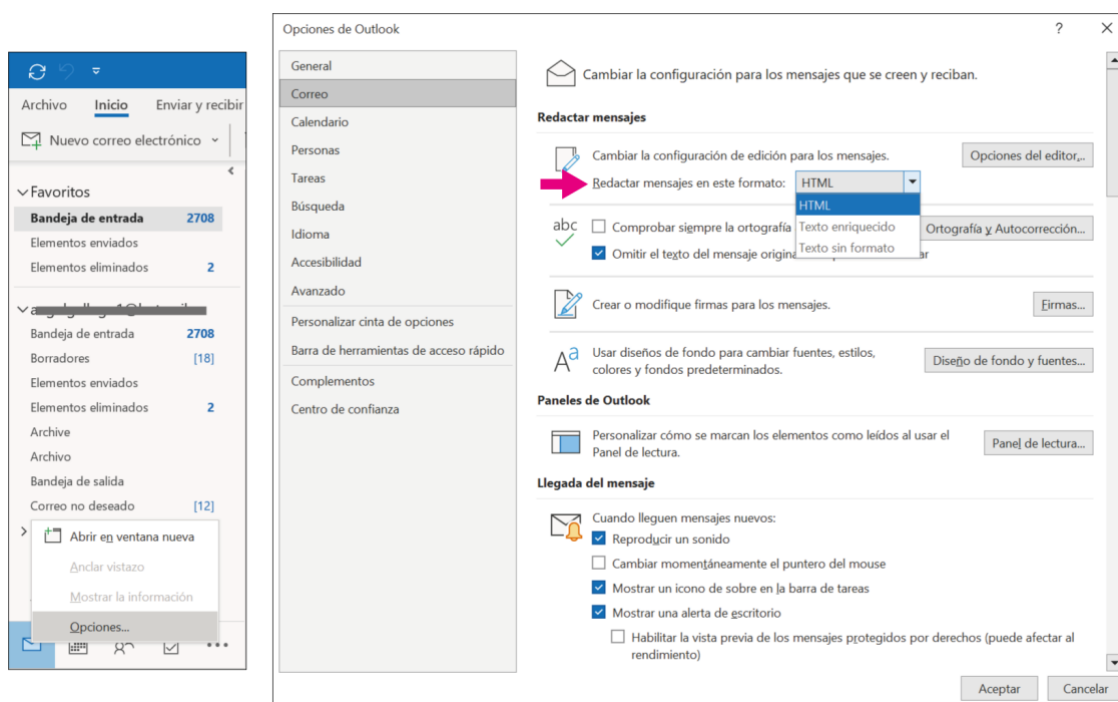 Archivo Inicio Enviar y recibir
Nuevo correo electrónico
Favoritos
Bandeja de entrada 2708
Elementos enviados
Elementos eliminados 2
Bandeja de entrada 2708
Borradores [18]
Elementos enviados
Elementos eliminados 2
Archive
Archivo
Bandeja de salida
Correo no deseado [12]
Abrir en ventana nueva
Anclar vistazo
Mostrar la información
Opciones...
Opciones de Outlook
General
Correo
Calendario
Personas
Tareas
Búsqueda
Idioma
Accesibilidad
Avanzado
Personalizar cinta de opciones
Barra de herramientas de acceso rápido
Complementos
Centro de confianza
Cambiar la configuración para los mensajes que se creen y reciban.
Redactar mensajes
Cambiar la configuración de edición para los mensajes. Opciones del editor...
Redactar mensajes en este formato: HTML
HTML
Texto enriquecido
Texto sin formato
abc Comprobar siempre la ortografía Ortografía y Autocorrección...
Omitir el texto del mensaje origina ar
Crear o modifique firmas para los mensajes. Firmas...
Usar diseños de fondo para cambiar fuentes, estilos,
colores y fondos predeterminados. Diseño de fondo y fuentes...
Paneles de Outlook
Personalizar cómo se marcan los elementos como leídos al usar el
Panel de lectura. Panel de lectura...
Llegada del mensaje
Cuando lleguen mensajes nuevos:
Reproducir un sonido
Cambiar momentáneamente el puntero del mouse
Mostrar un icono de sobre en la barra de tareas
Mostrar una alerta de escritorio
Habilitar la vista previa de los mensajes protegidos por derechos (puede afectar al
rendimiento)
Aceptar Cancelar